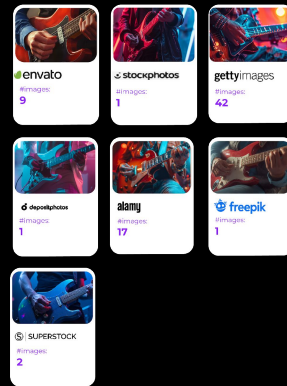 envato
#images:
9
stockphotos
#images:
1
gettyimages
#images:
42
depositphotos
#images:
1
alamy
#images:
17
freepik
#images:
1
SUPERSTOCK
#images:
2